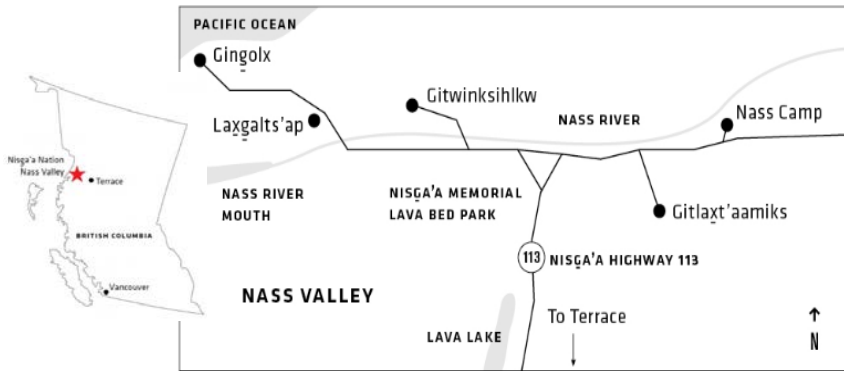 PACIFIC OCEAN
Gingolx
Gitwinksihlkw
Laxgalts'ap
NASS RIVER
Nass Camp
Nisga'a Nation
Nass Valley
Terrace
BRITISH COLUMBIA
Vancouver
NASS RIVER
MOUTH
NISGA'A MEMORIAL
LAVA BED PARK
Gitlaxt'aamiks
113
NISGA'A HIGHWAY 113
NASS VALLEY
LAVA LAKE
To Terrace
N